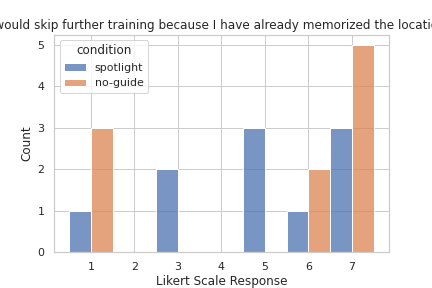 would skip further training because I have already memorized the locati
condition
spotlight
no-guide
5
4
3
2
1
0
Count
1 2 3 4 5 6 7
Likert Scale Response